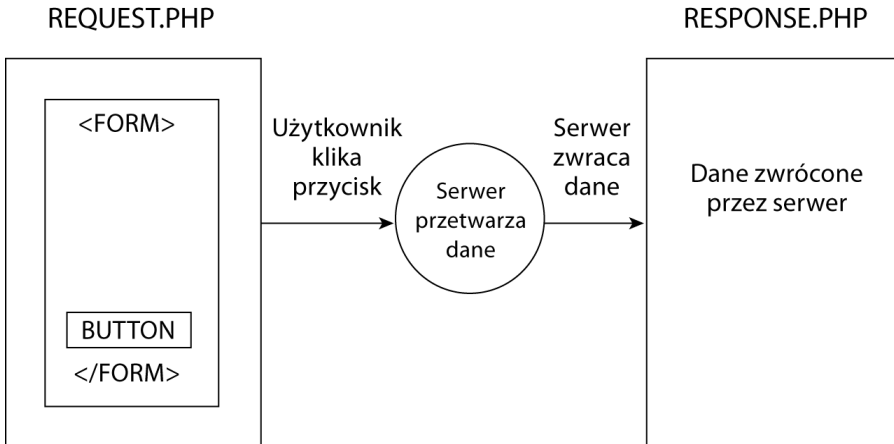 REQUEST.PHP
<FORM>
BUTTON
</FORM>
Użytkownik
klika
przycisk
Serwer
przetwarza
dane
Serwer
zwraca
dane
RESPONSE.PHP
Dane zwrócone
przez serwer